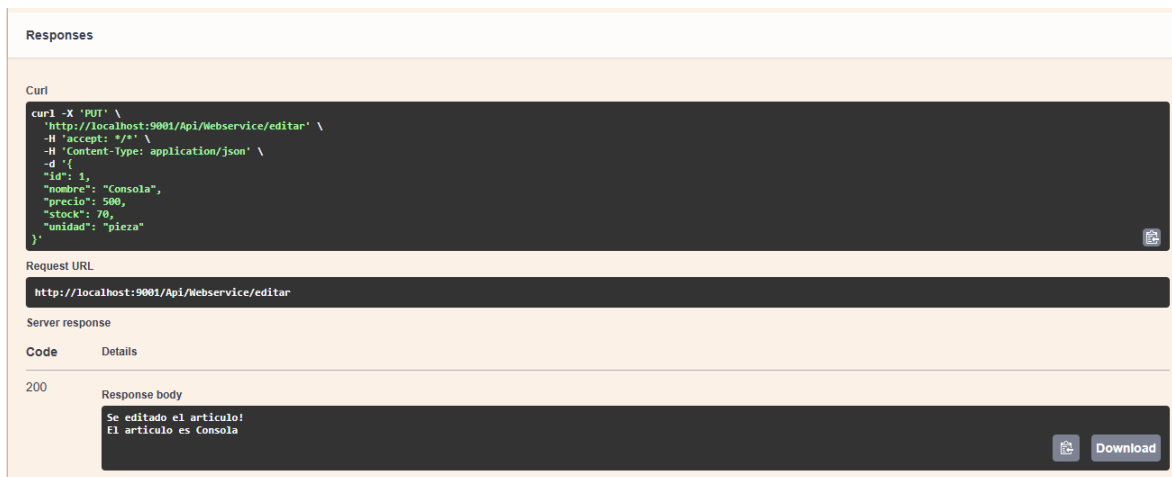 Responses
Curl
curl -X 'PUT' \
'http://localhost:9001/Api/Webservice/editar' \
-H 'accept: */*' \
-H 'Content-Type: application/json' \
-d '{
"id": 1,
"nombre": "Consola",
"precio": 500,
"stock": 70,
"unidad": "pieza"
}'
Request URL
http://localhost:9001/Api/Webservice/editar
Server response
Code Details
200
Response body
Se editado el articulo!
El articulo es Consola
Download